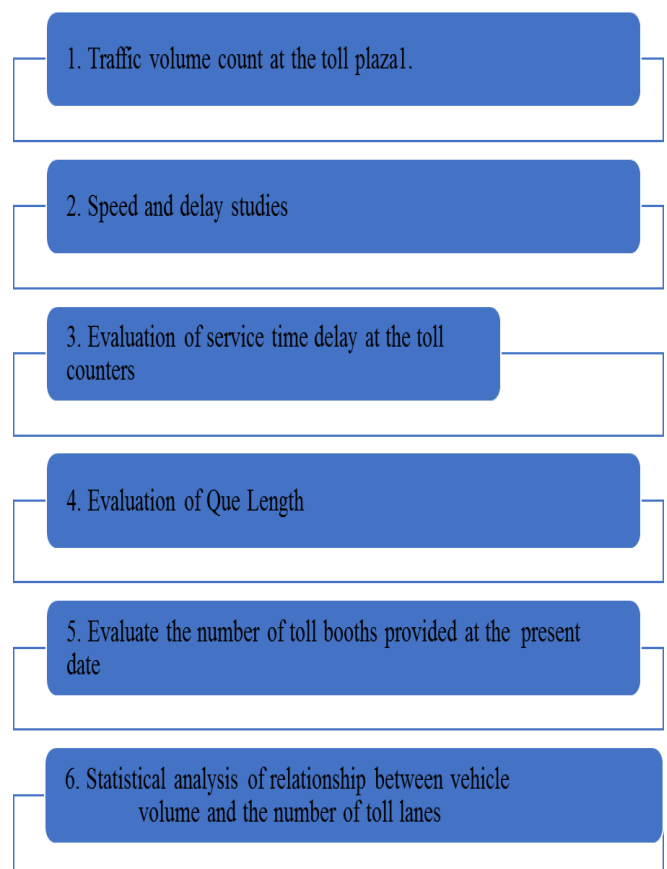 1. Traffic volume count at the toll plaza1.
2. Speed and delay studies
3. Evaluation of service time delay at the toll
counters
4. Evaluation of Que Length
5. Evaluate the number of toll booths provided at the present
date
6. Statistical analysis of relationship between vehicle
volume and the number of toll lanes